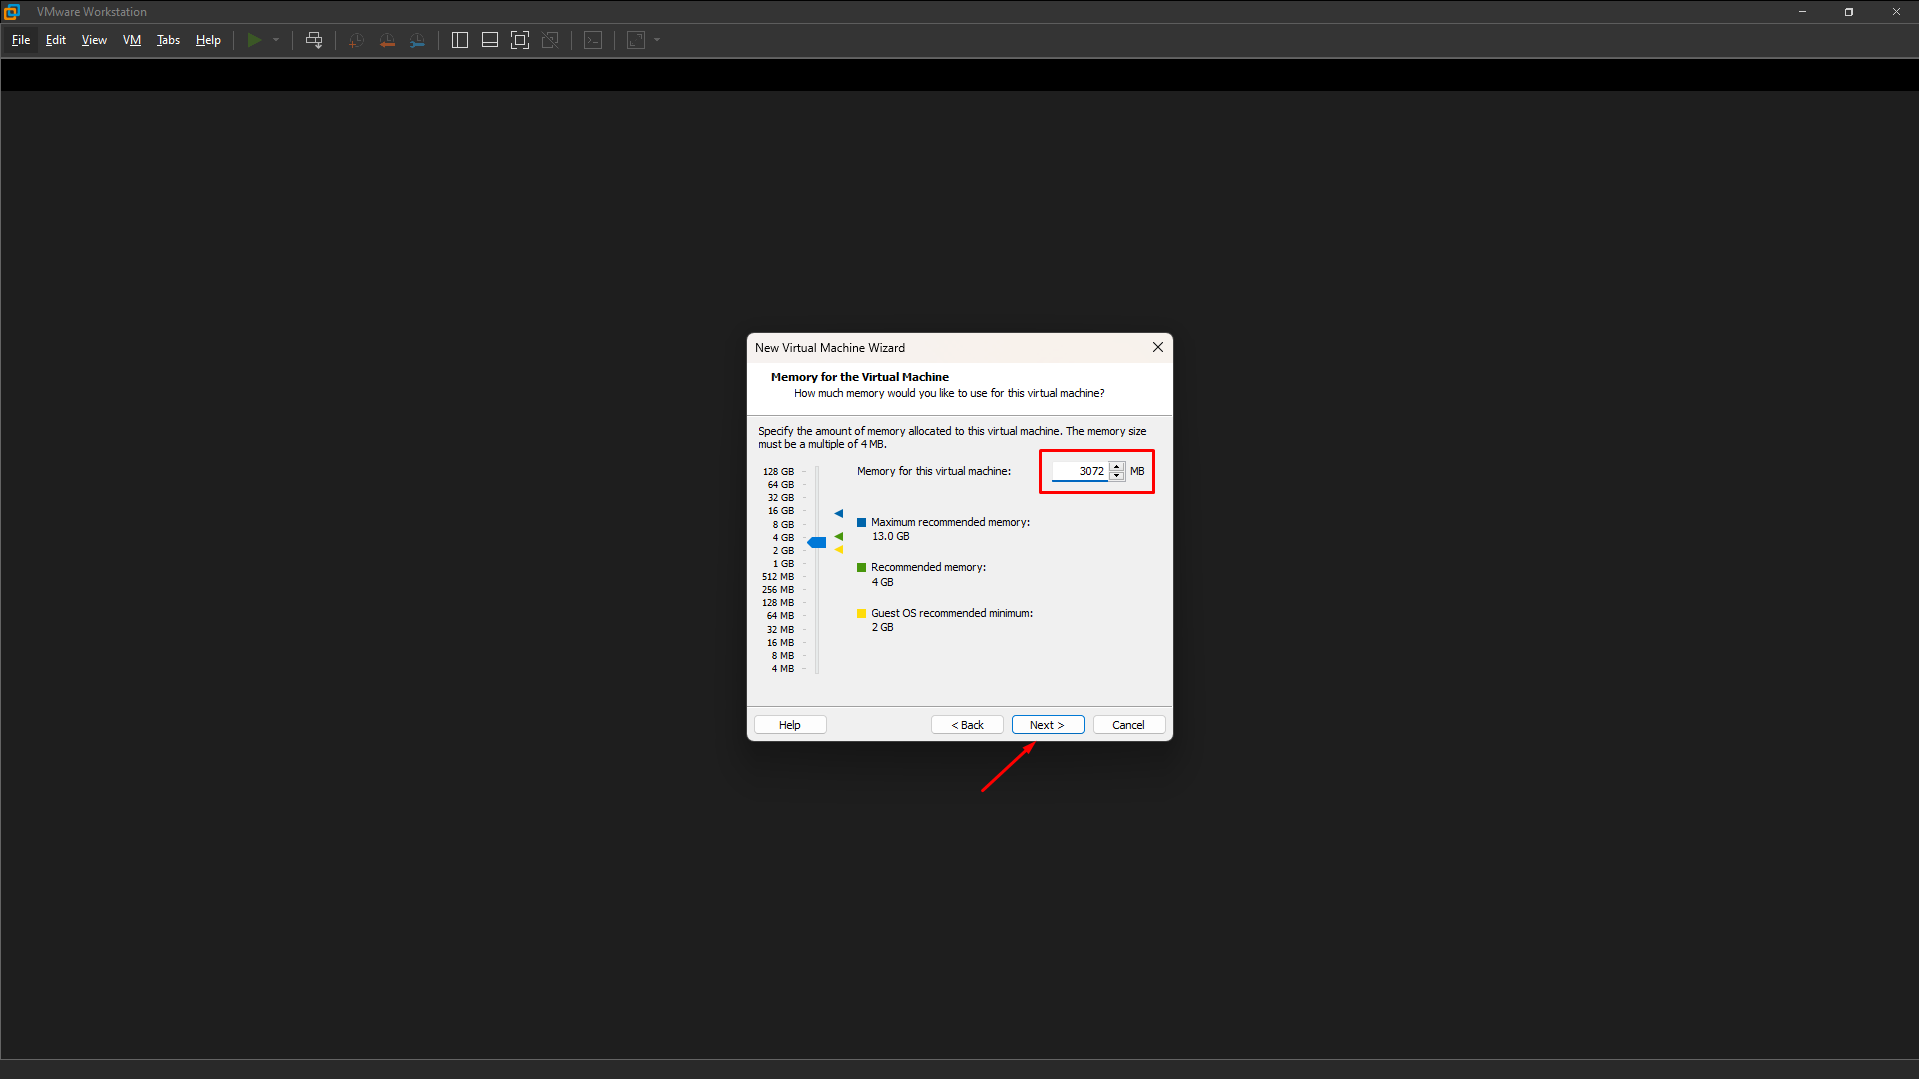 VMware Workstation
File Edit View VM Tabs Help
New Virtual Machine Wizard
Memory for the Virtual Machine
How much memory would you like to use for this virtual machine?
Specify the amount of memory allocated to this virtual machine. The memory size
must be a multiple of 4 MB.
Memory for this virtual machine: 3072 MB
128 GB
64 GB
32 GB
16 GB
8 GB
4 GB
2 GB
1 GB
512 MB
256 MB
128 MB
64 MB
32 MB
16 MB
8 MB
4 MB
Maximum recommended memory:
13.0 GB
Recommended memory:
4 GB
Guest OS recommended minimum:
2 GB
Help < Back Next > Cancel